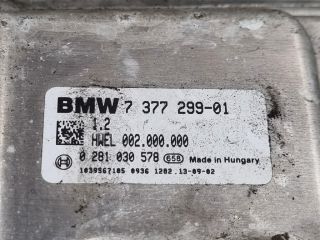 BMW 7 377 299-01
1.2
HWEL 002.000.000
0 281 030 578 658 Made in Hungary
1039S67105 0936 1282.13-09-02